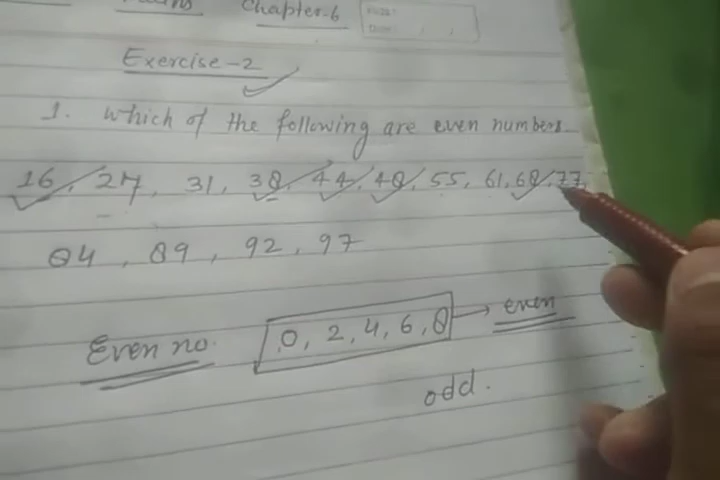 Chapter-6
Exercise-2
1. Which of the following are even numbers
16, 27, 31, 38, 44, 48, 55, 61, 68, 77,
84, 89, 92, 97
Even no. 0, 2, 4, 6, 8 → even
odd.